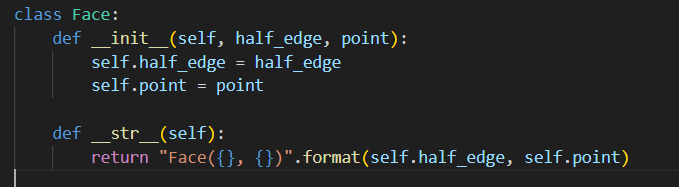 class Face:
    def __init__(self, half_edge, point):
        self.half_edge = half_edge
        self.point = point

    def __str__(self):
        return "Face({}, {})".format(self.half_edge, self.point)